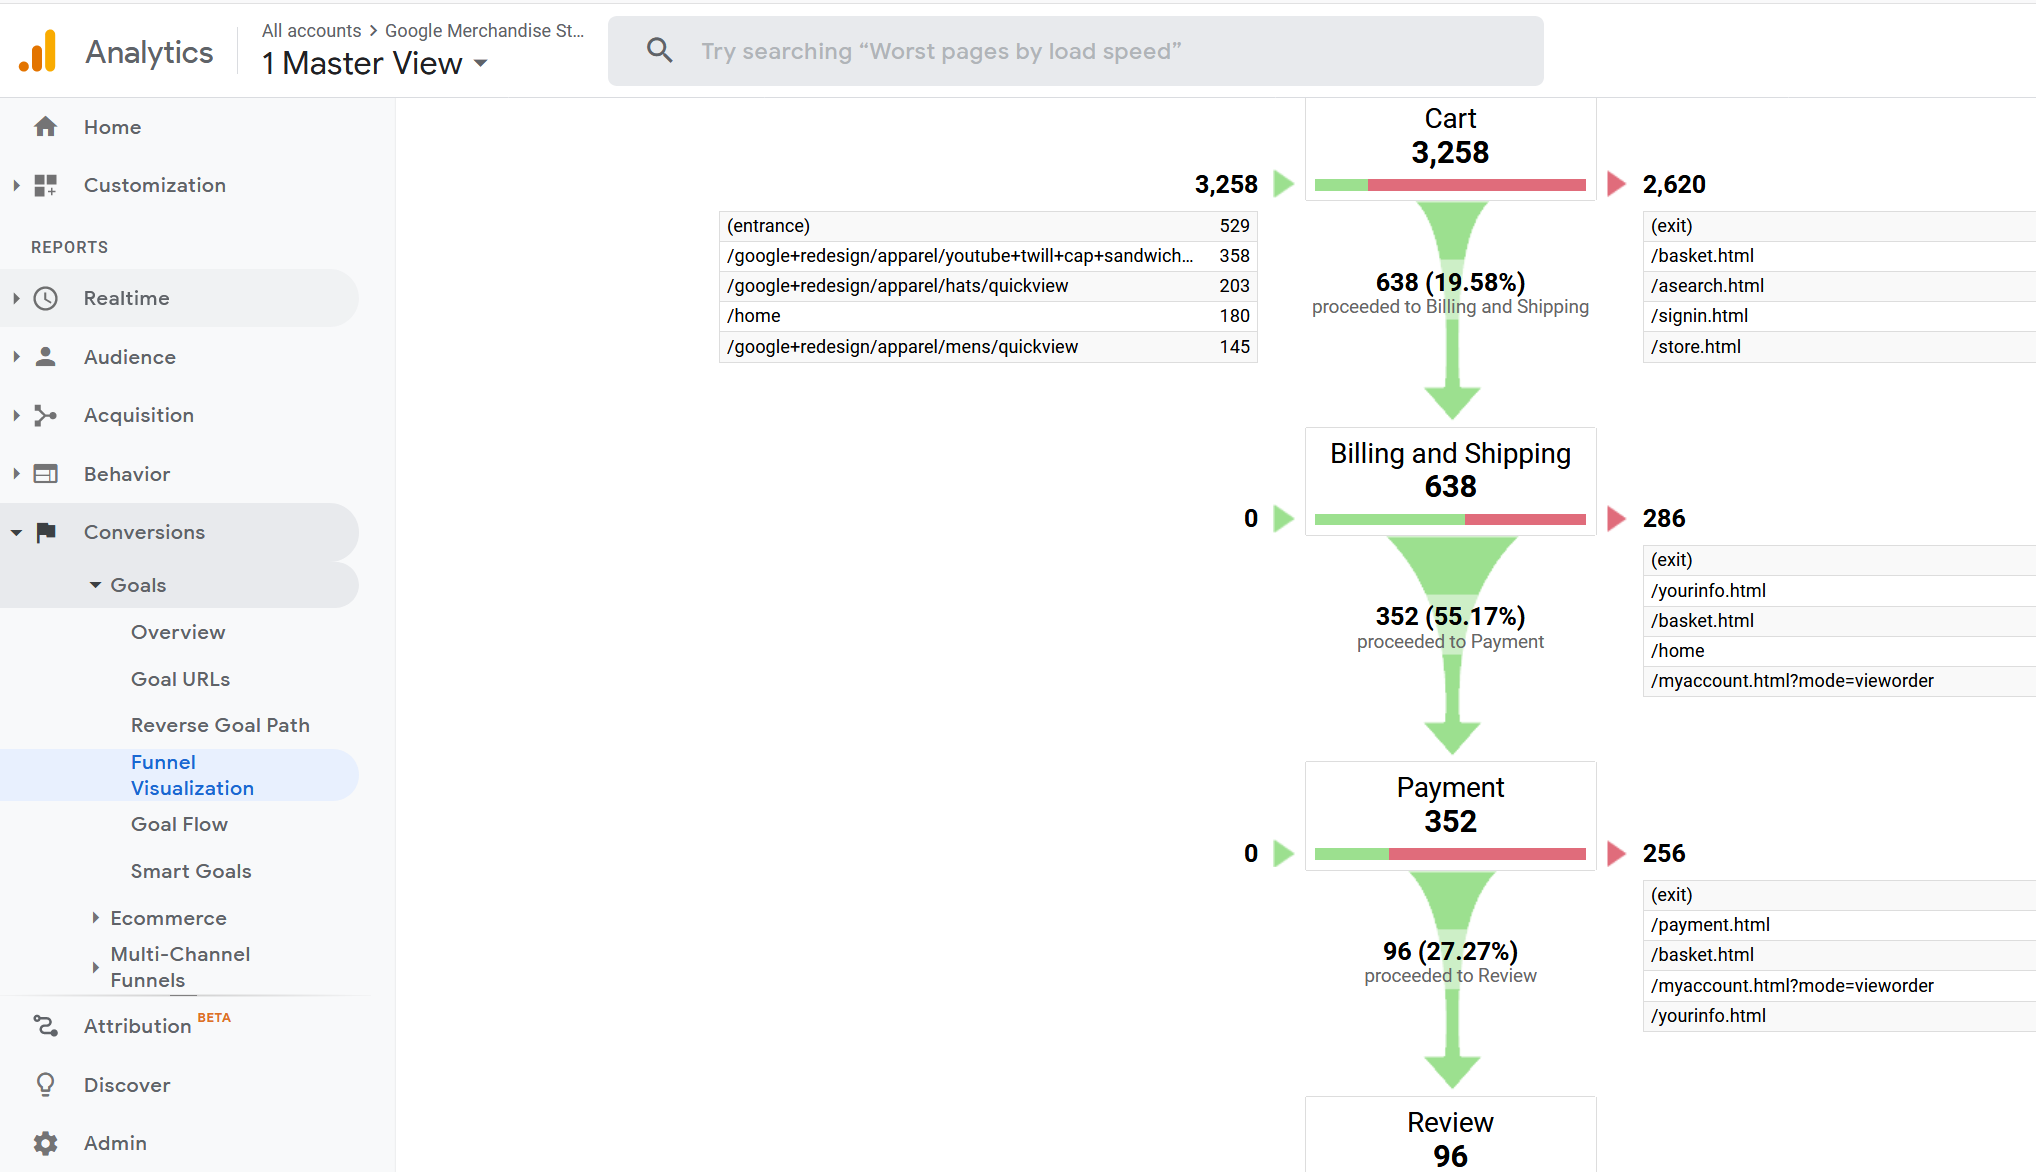 Analytics
All accounts > Google Merchandise St...
1 Master View
Try searching “Worst pages by load speed”
Home
Customization
REPORTS
Realtime
Audience
Acquisition
Behavior
Conversions
Goals
Overview
Goal URLs
Reverse Goal Path
Funnel
Visualization
Goal Flow
Smart Goals
Ecommerce
Multi-Channel
Funnels
Attribution BETA
Discover
Admin
Cart
3,258
3,258
(entrance) 529
/google+redesign/apparel/youtube+twill+cap+sandwich... 358
/google+redesign/apparel/hats/quickview 203
/home 180
/google+redesign/apparel/mens/quickview 145
2,620
(exit)
/basket.html
/asearch.html
/signin.html
/store.html
638 (19.58%)
proceeded to Billing and Shipping
Billing and Shipping
638
0
286
(exit)
/yourinfo.html
/basket.html
/home
/myaccount.html?mode=vieworder
352 (55.17%)
proceeded to Payment
Payment
352
0
256
(exit)
/payment.html
/basket.html
/myaccount.html?mode=vieworder
/yourinfo.html
96 (27.27%)
proceeded to Review
Review
96